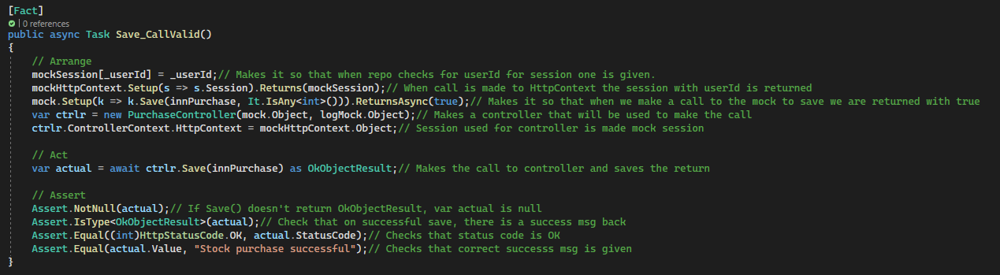 [Fact]
| 0 references
public async Task Save_CallValid()
{
// Arrange
mockSession[_userId] = _userId;// Makes it so that when repo checks for userId for session one is given.
mockHttpContext.Setup(s => s.Session).Returns(mockSession);// When call is made to HttpContext the session with userId is returned
mock.Setup(k => k.Save(innPurchase, It.IsAny<int>())).ReturnsAsync(true);// Makes it so that when we make a call to the mock to save we are returned with true
var ctrlr = new PurchaseController(mock.Object, logMock.Object);// Makes a controller that will be used to make the call
ctrlr.ControllerContext.HttpContext = mockHttpContext.Object;// Session used for controller is made mock session
// Act
var actual = await ctrlr.Save(innPurchase) as OkObjectResult;// Makes the call to controller and saves the return
// Assert
Assert.NotNull(actual);// If Save() doesn't return OkObjectResult, var actual is null
Assert.IsType<OkObjectResult>(actual);// Check that on successful save, there is a success msg back
Assert.Equal((int)HttpStatusCode.OK, actual.StatusCode);// Checks that status code is OK
Assert.Equal(actual.Value, "Stock purchase successful");// Checks that correct successs msg is given
}